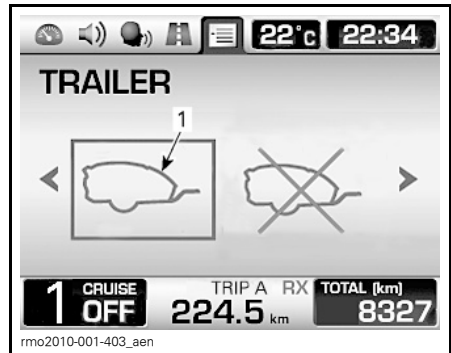 22°c 22:34
TRAILER
1
1 CRUISE OFF
TRIP A RX
224.5 km
TOTAL (km)
8327
rmo2010-001-403_aen